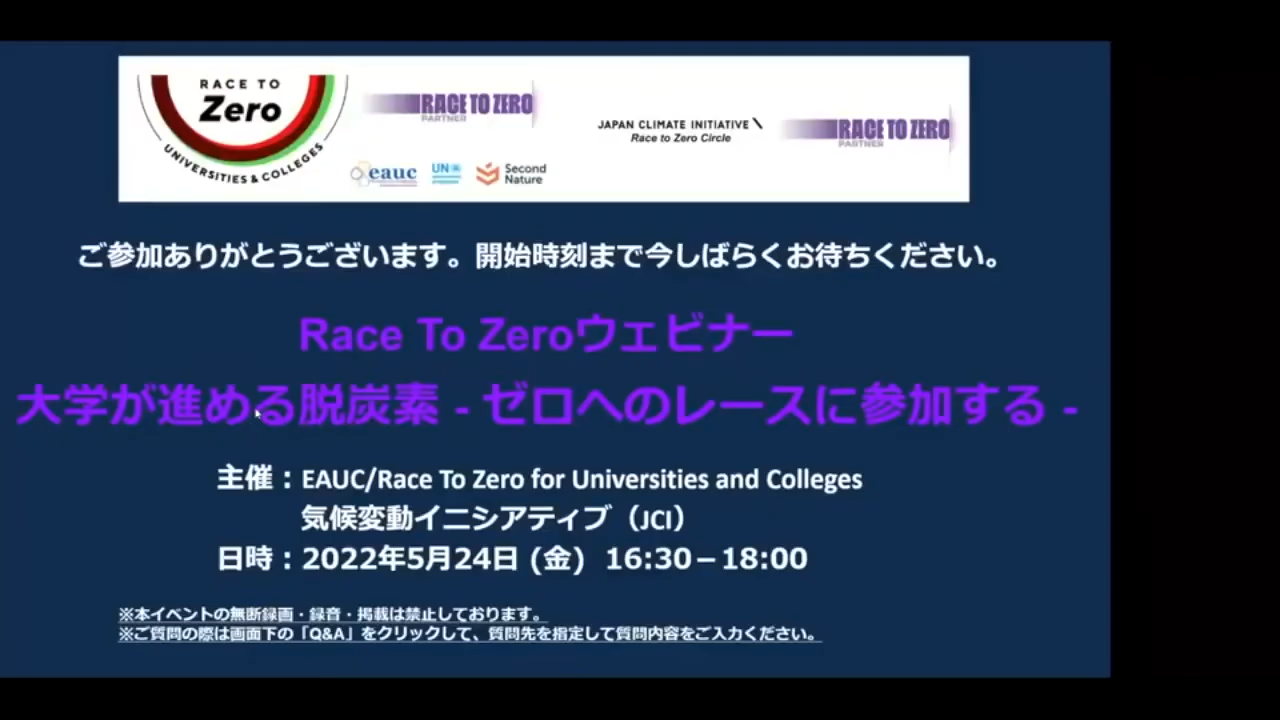 RACE TO
Zero
UNIVERSITIES & COLLEGES
RACE TO ZERO
PARTNER
eauc
UN
Second
Nature
JAPAN CLIMATE INITIATIVE
Race to Zero Circle
RACE TO ZERO
PARTNER
ご参加ありがとうございます。開始時刻まで今しばらくお待ちください。
Race To Zeroウェビナー
大学が進める脱炭素 - ゼロへのレースに参加する -
主催：EAUC/Race To Zero for Universities and Colleges
気候変動イニシアティブ（JCI）
日時：2022年5月24日 (金) 16:30－18:00
※本イベントの無断録画・録音・掲載は禁止しております。
※ご質問の際は画面下の「Q&A」をクリックして、質問先を指定して質問内容をご入力ください。